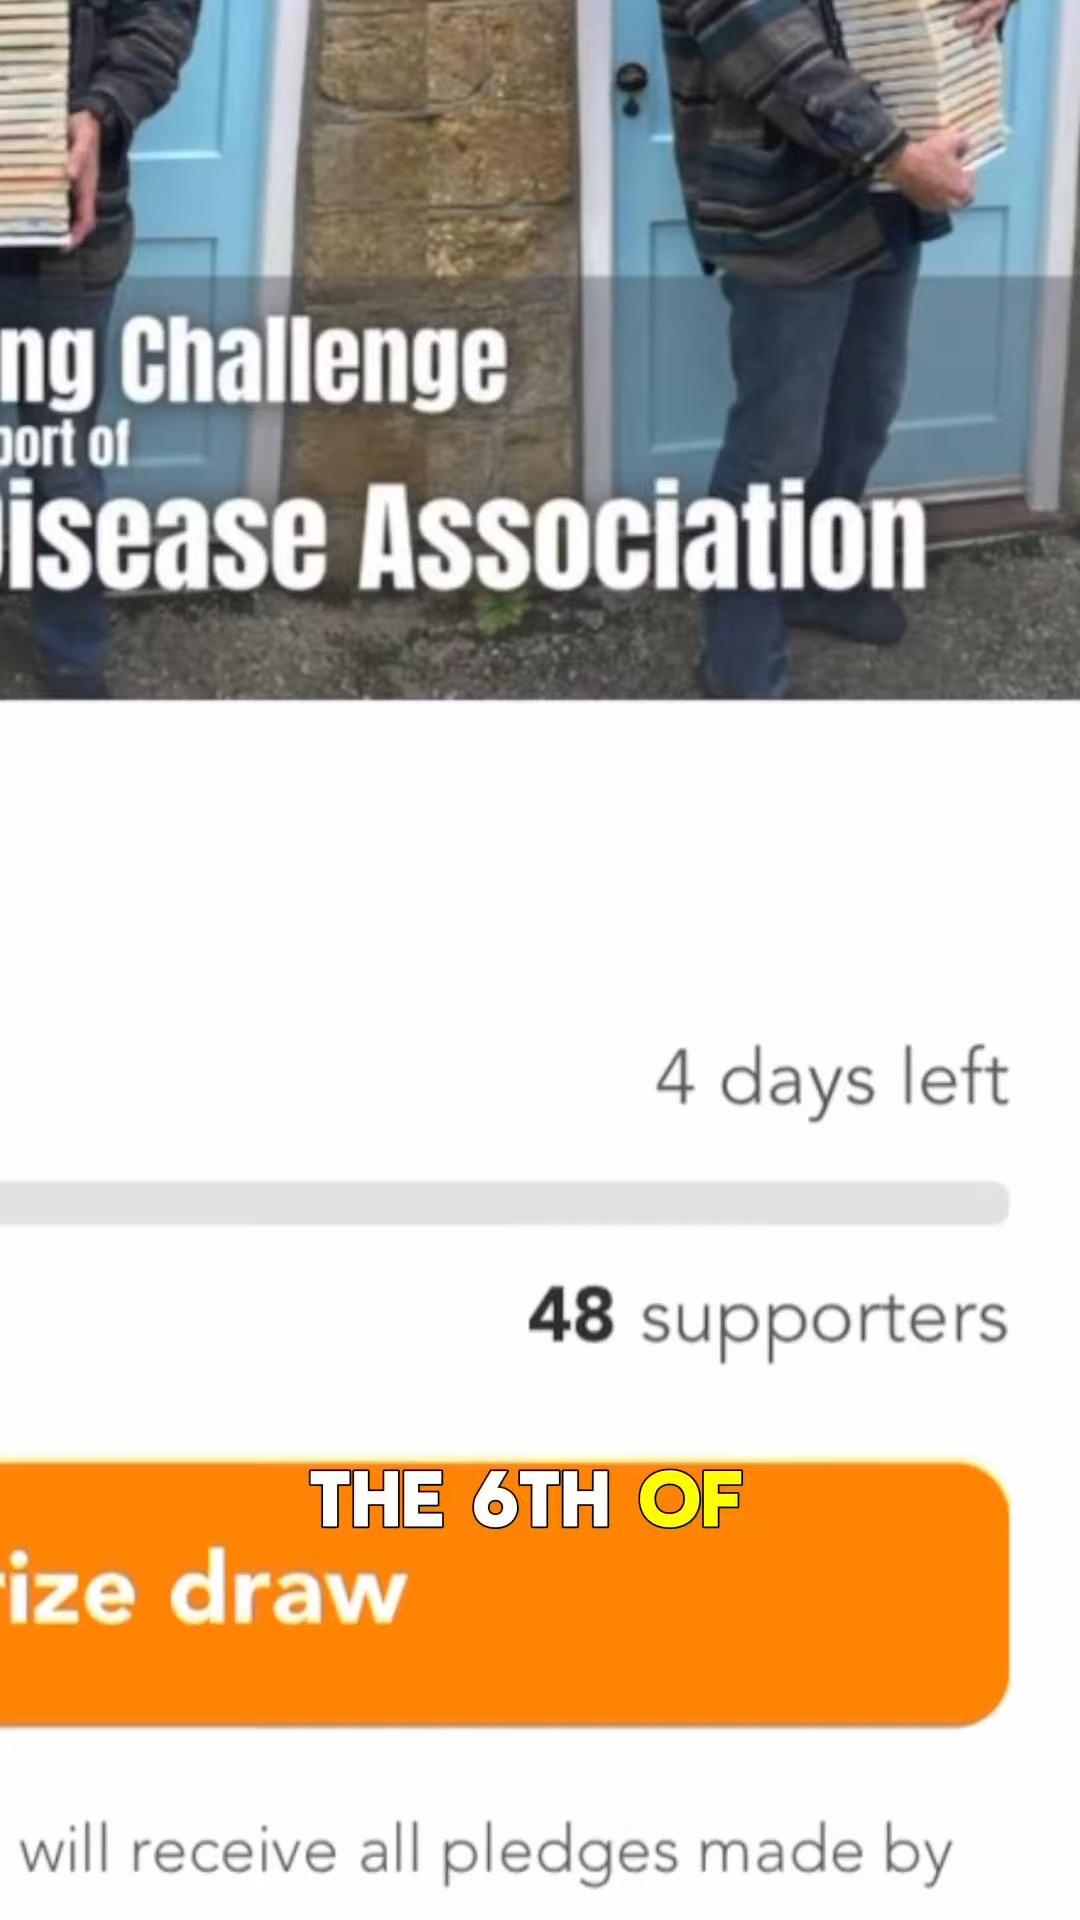 ng Challenge
port of
Disease Association
4 days left
48 supporters
THE 6TH OF
rize draw
will receive all pledges made by